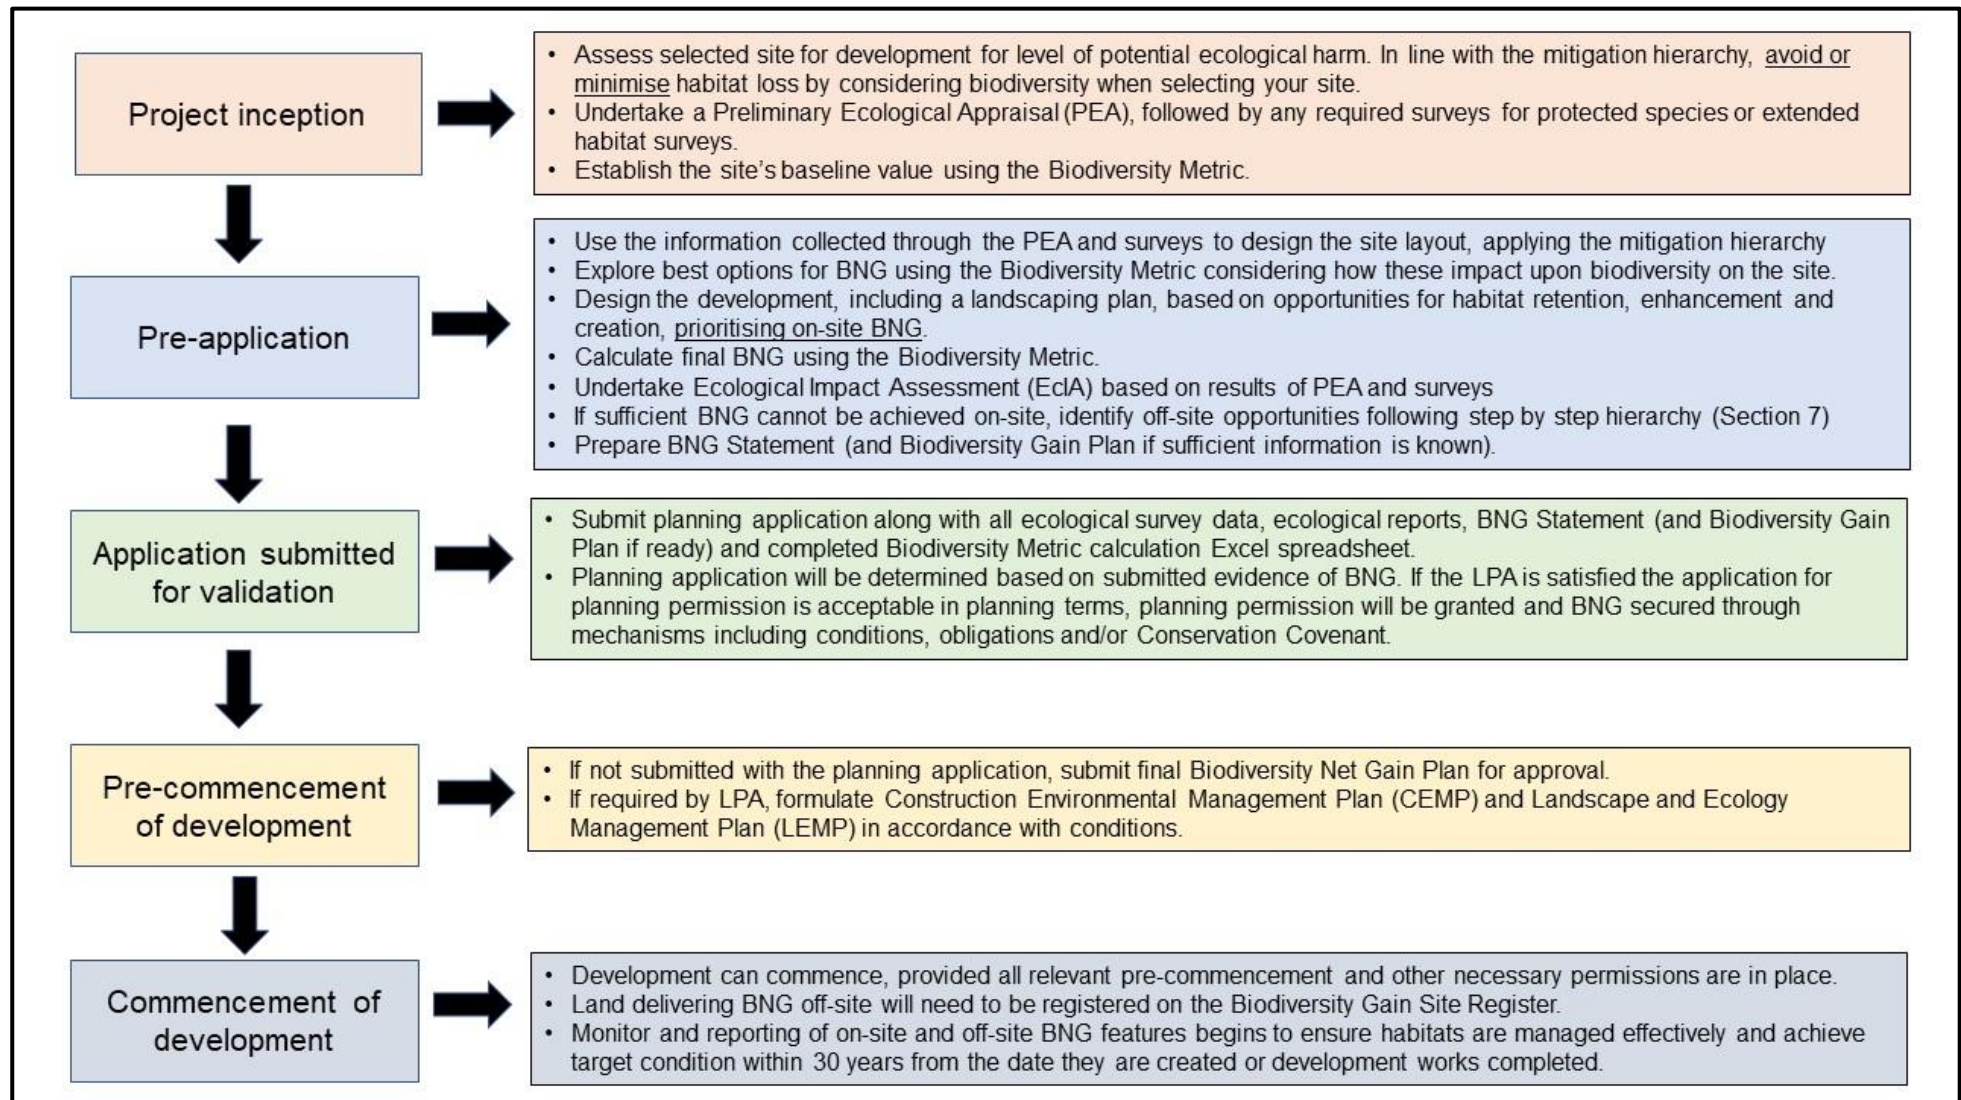 Project inception
• Assess selected site for development for level of potential ecological harm. In line with the mitigation hierarchy, avoid or
minimise habitat loss by considering biodiversity when selecting your site.
• Undertake a Preliminary Ecological Appraisal (PEA), followed by any required surveys for protected species or extended
habitat surveys.
• Establish the site's baseline value using the Biodiversity Metric.
Pre-application
• Use the information collected through the PEA and surveys to design the site layout, applying the mitigation hierarchy
• Explore best options for BNG using the Biodiversity Metric considering how these impact upon biodiversity on the site.
• Design the development, including a landscaping plan, based on opportunities for habitat retention, enhancement and
creation, prioritising on-site BNG.
• Calculate final BNG using the Biodiversity Metric.
• Undertake Ecological Impact Assessment (EcIA) based on results of PEA and surveys
• If sufficient BNG cannot be achieved on-site, identify off-site opportunities following step by step hierarchy (Section 7)
• Prepare BNG Statement (and Biodiversity Gain Plan if sufficient information is known).
Application submitted
for validation
• Submit planning application along with all ecological survey data, ecological reports, BNG Statement (and Biodiversity Gain
Plan if ready) and completed Biodiversity Metric calculation Excel spreadsheet.
• Planning application will be determined based on submitted evidence of BNG. If the LPA is satisfied the application for
planning permission is acceptable in planning terms, planning permission will be granted and BNG secured through
mechanisms including conditions, obligations and/or Conservation Covenant.
Pre-commencement
of development
• If not submitted with the planning application, submit final Biodiversity Net Gain Plan for approval.
• If required by LPA, formulate Construction Environmental Management Plan (CEMP) and Landscape and Ecology
Management Plan (LEMP) in accordance with conditions.
Commencement of
development
• Development can commence, provided all relevant pre-commencement and other necessary permissions are in place.
• Land delivering BNG off-site will need to be registered on the Biodiversity Gain Site Register.
• Monitor and reporting of on-site and off-site BNG features begins to ensure habitats are managed effectively and achieve
target condition within 30 years from the date they are created or development works completed.